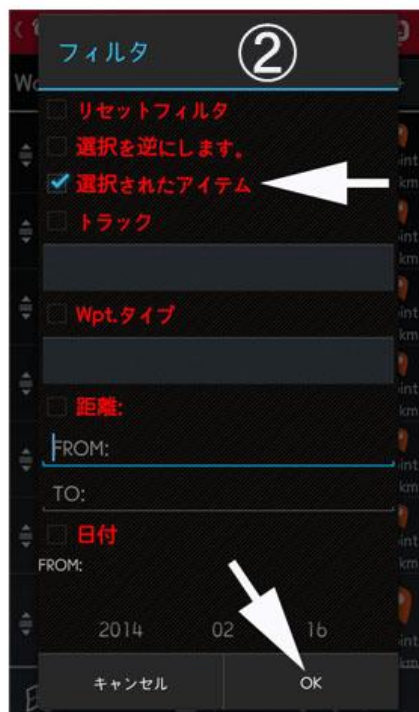 フィルタ ②
リセットフィルタ
選択を逆にします。
選択されたアイテム
トラック
Wpt.タイプ
距離:
FROM:
TO:
日付
FROM:
2014 02 16
キャンセル OK